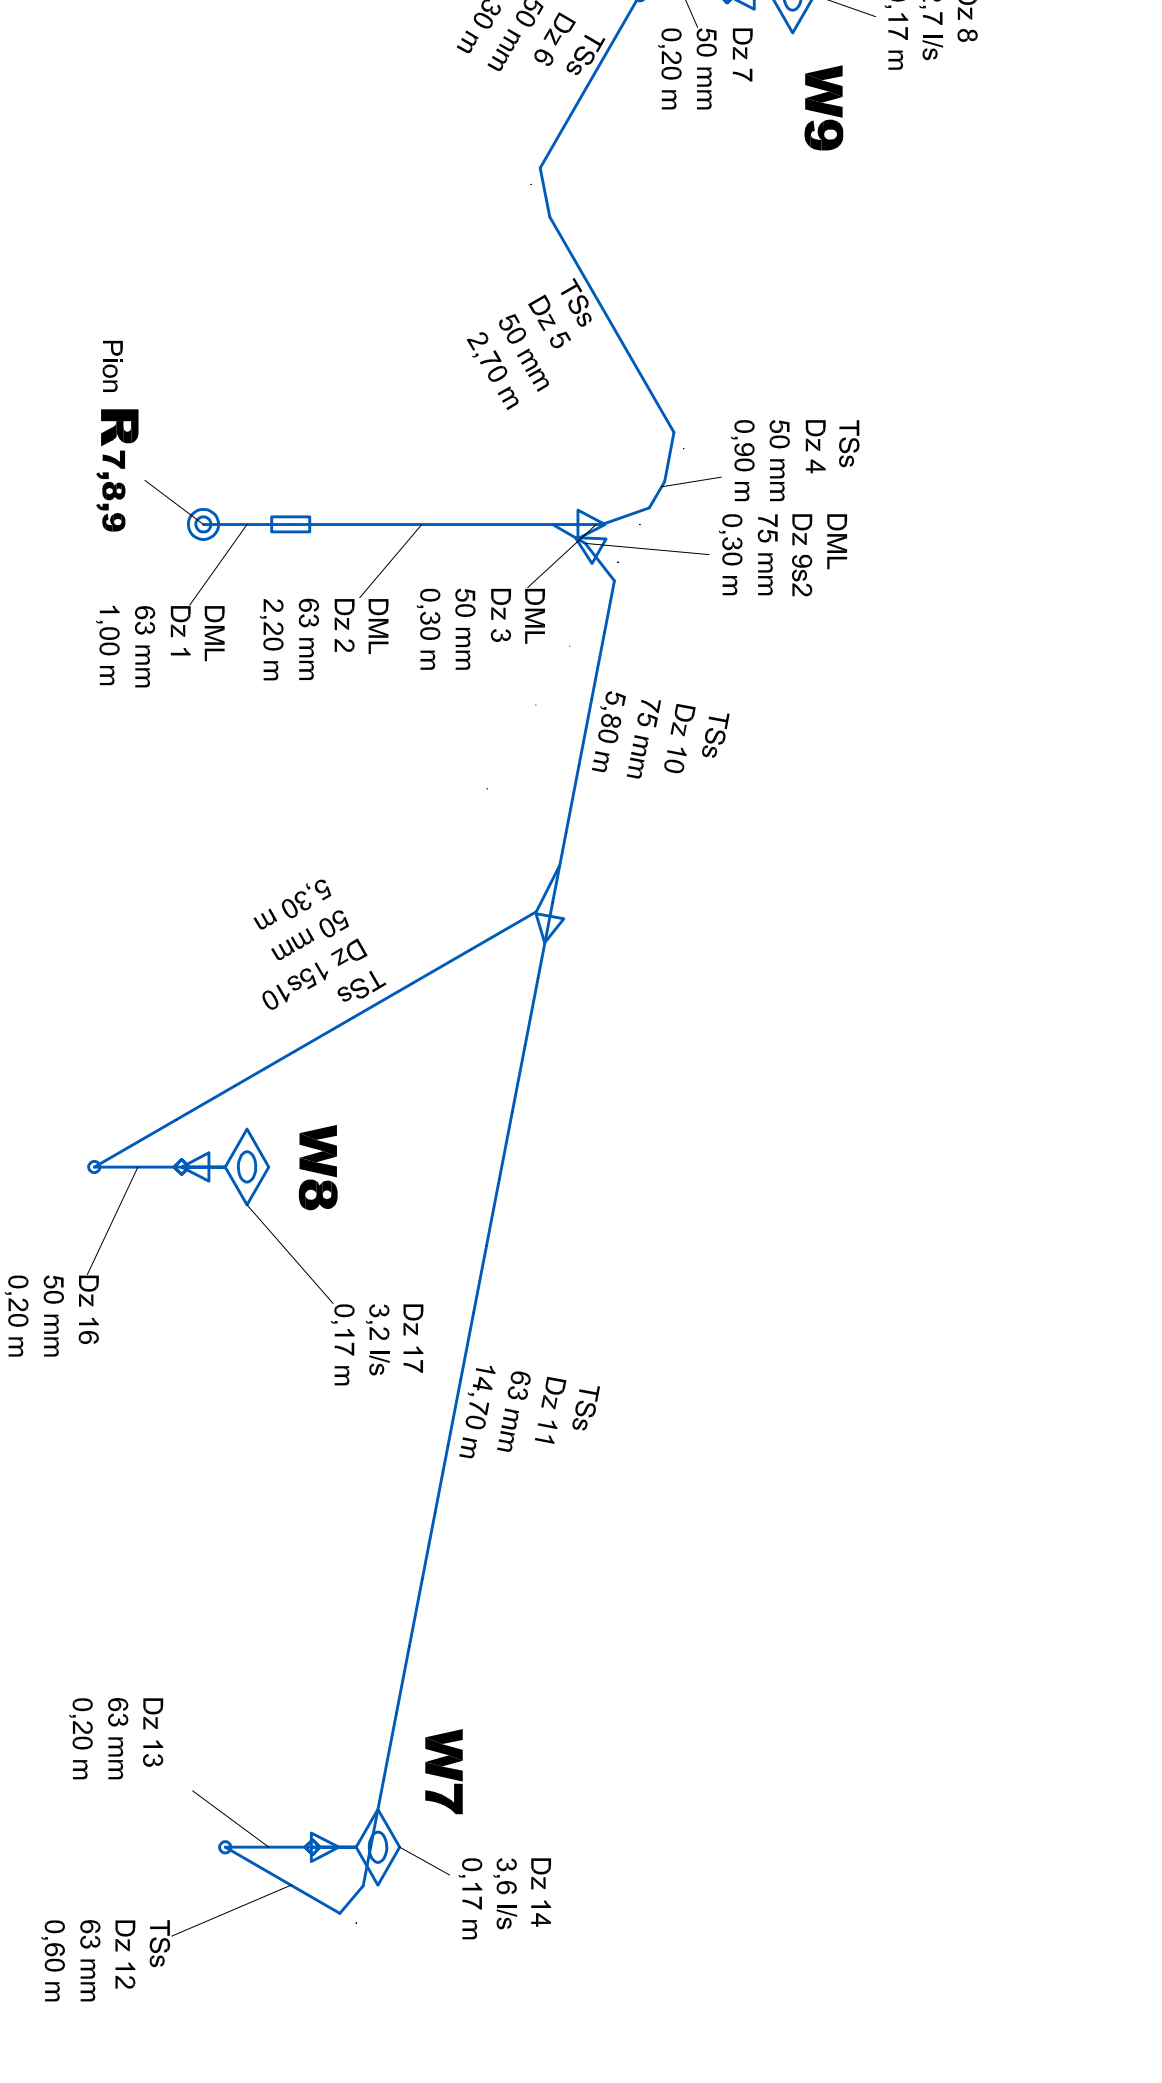 Dz 8
,7 l/s
,17 m
W9
Dz 7
50 mm
0,20 m
TSs
Dz 6
50 mm
30 m
TSs
Dz 5
50 mm
2,70 m
TSs
Dz 4
50 mm
0,90 m
DML
Dz 9s2
75 mm
0,30 m
Pion R7,8,9
DML
Dz 3
50 mm
0,30 m
DML
Dz 2
63 mm
2,20 m
DML
Dz 1
63 mm
1,00 m
TSs
Dz 10
75 mm
5,80 m
TSs
Dz 15s10
50 mm
5,30 m
W8
Dz 16
50 mm
0,20 m
Dz 17
3,2 l/s
0,17 m
TSs
Dz 11
63 mm
14,70 m
W7
Dz 13
63 mm
0,20 m
Dz 14
3,6 l/s
0,17 m
TSs
Dz 12
63 mm
0,60 m